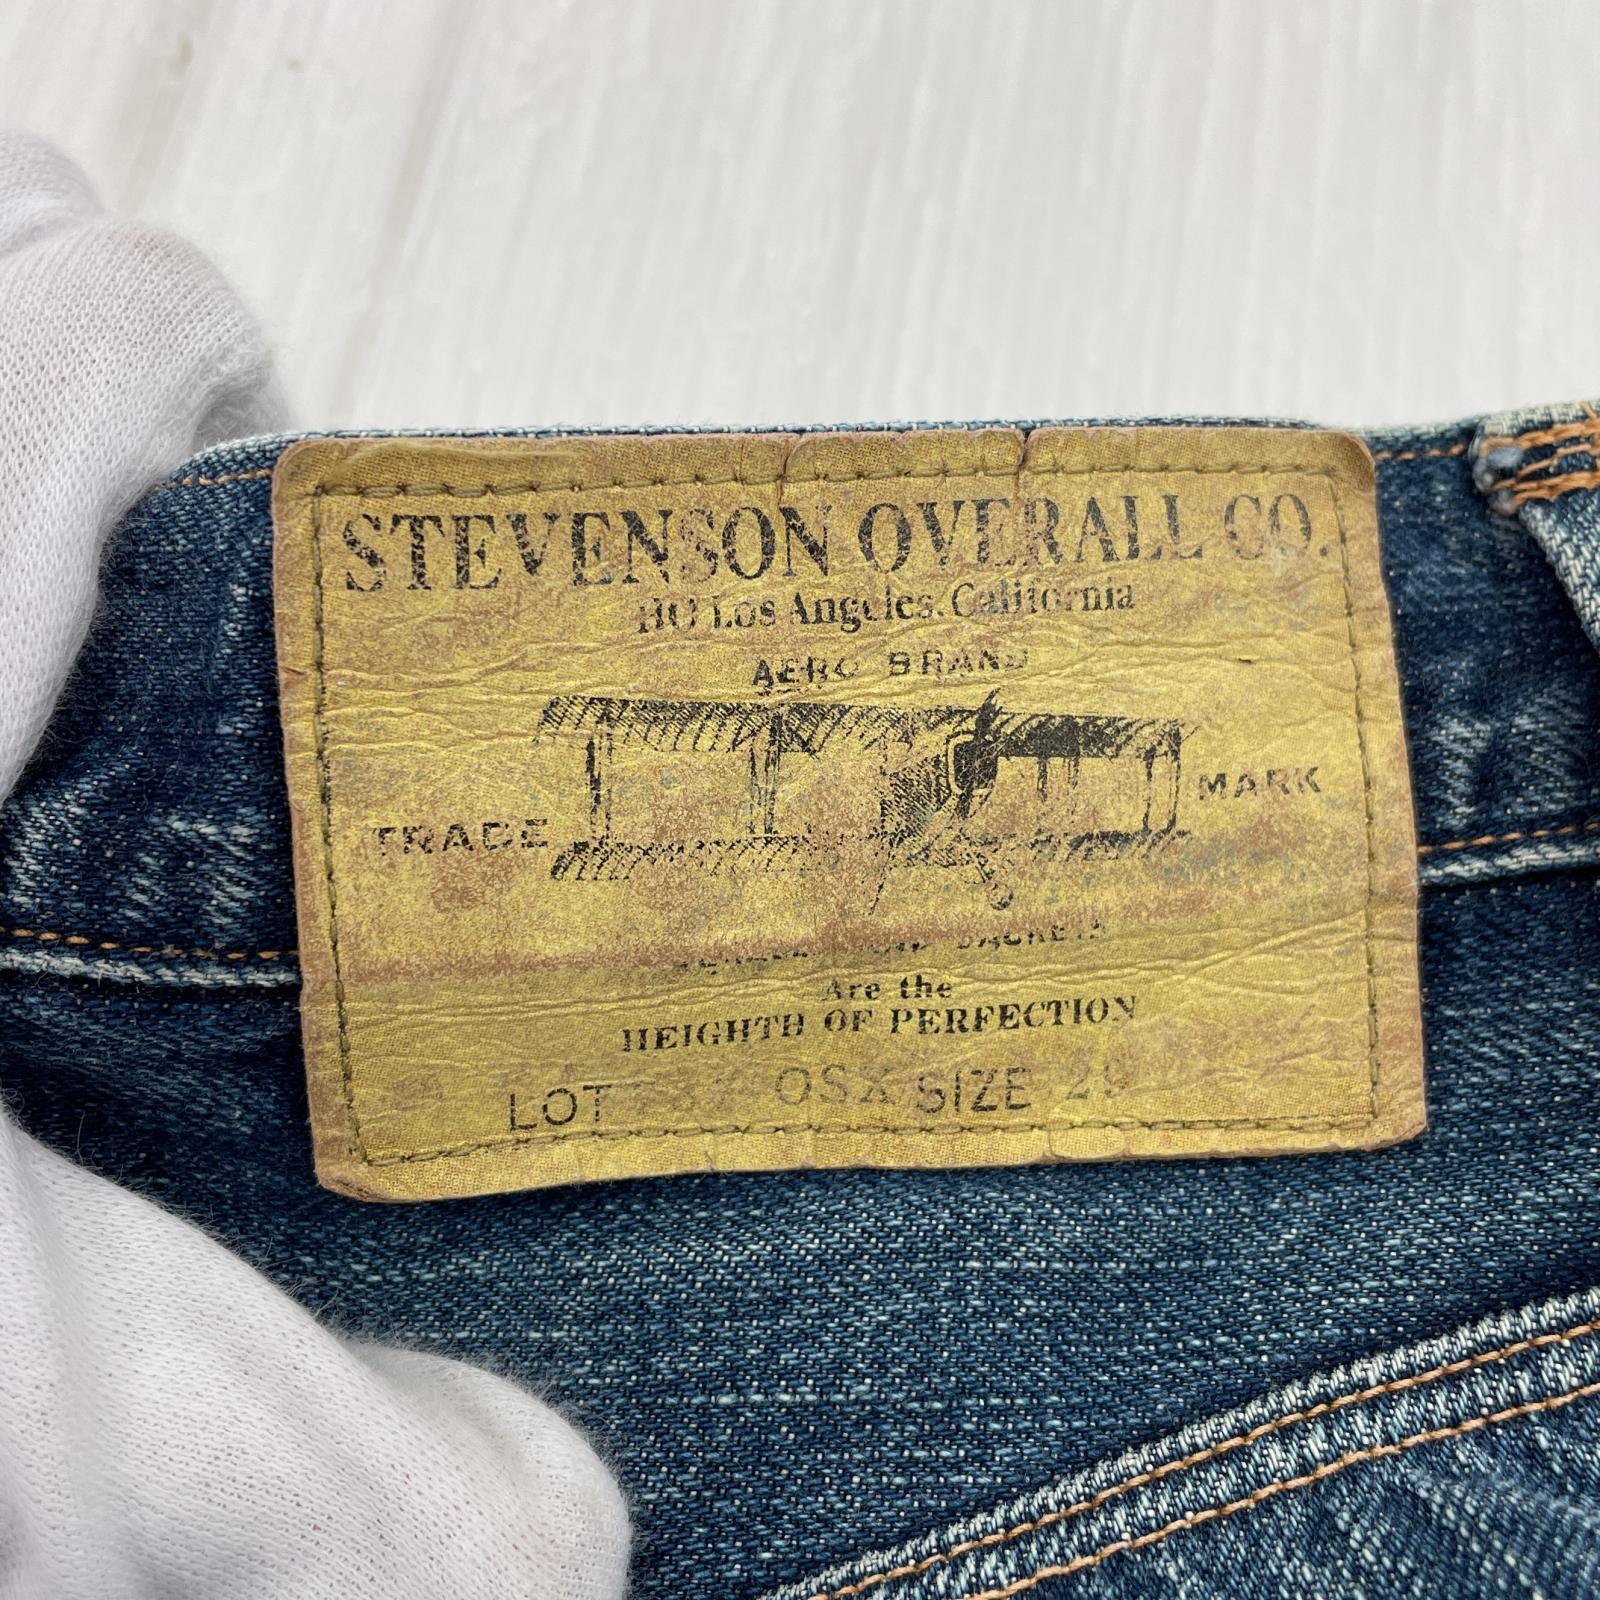 STEVENSON OVERALL CO.
HQ Los Angeles, California
AERO BRAND
TRADE MARK
JACKETS
Are the
HEIGHTH OF PERFECTION
LOT OSX SIZE